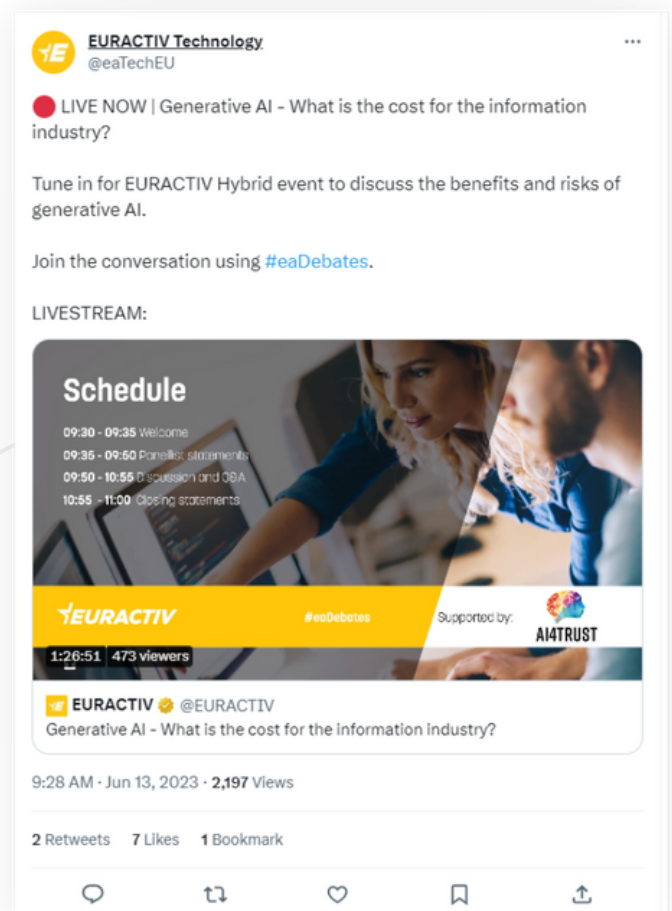 EURACTIV Technology
@eaTechEU
LIVE NOW | Generative AI - What is the cost for the information
industry?
Tune in for EURACTIV Hybrid event to discuss the benefits and risks of
generative AI.
Join the conversation using #eaDebates.
LIVESTREAM:
Schedule
09:30 - 09:35 Welcome
09:35 - 09:50 Panellist statements
09:50 - 10:55 Discussion and Q&A
10:55 - 11:00 Closing statements
EURACTIV
#eaDebates
Supported by:
AI4TRUST
1:26:51 473 viewers
EURACTIV @EURACTIV
Generative AI - What is the cost for the information industry?
9:28 AM · Jun 13, 2023 · 2,197 Views
2 Retweets 7 Likes 1 Bookmark